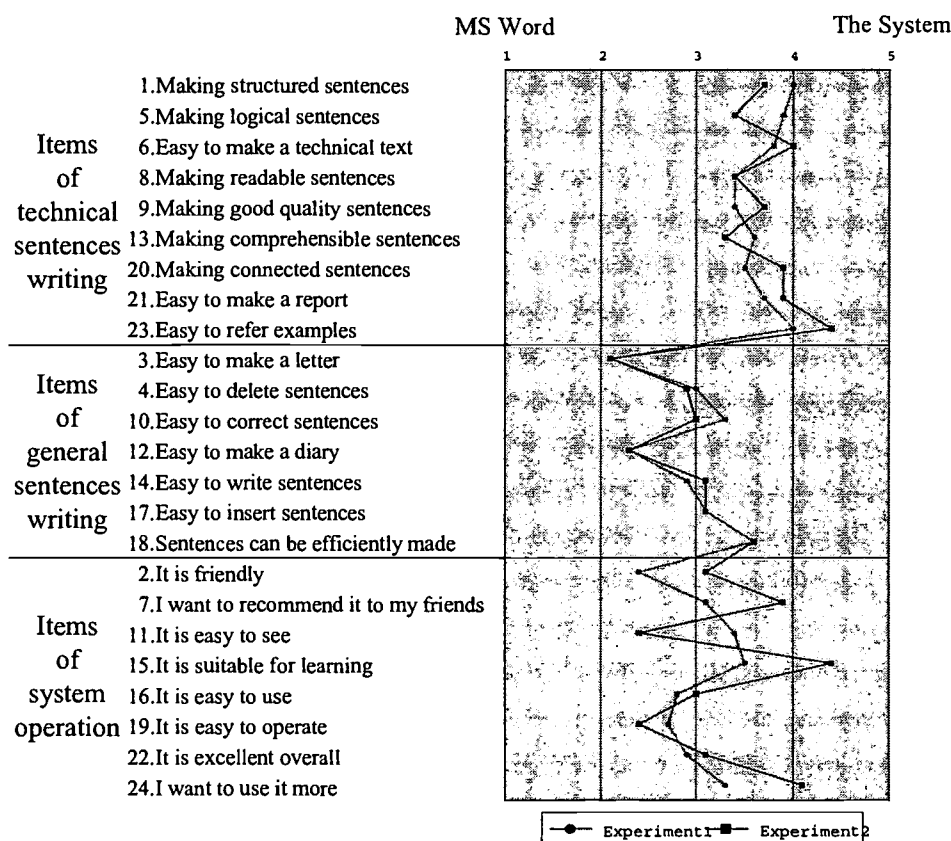 MS Word The System
1 2 3 4 5
Items
of
technical
sentences
writing
1.Making structured sentences
5.Making logical sentences
6.Easy to make a technical text
8.Making readable sentences
9.Making good quality sentences
13.Making comprehensible sentences
20.Making connected sentences
21.Easy to make a report
23.Easy to refer examples
Items
of
general
sentences
writing
3.Easy to make a letter
4.Easy to delete sentences
10.Easy to correct sentences
12.Easy to make a diary
14.Easy to write sentences
17.Easy to insert sentences
18.Sentences can be efficiently made
Items
of
system
operation
2.It is friendly
7.I want to recommend it to my friends
11.It is easy to see
15.It is suitable for learning
16.It is easy to use
19.It is easy to operate
22.It is excellent overall
24.I want to use it more
Experiment1 Experiment2